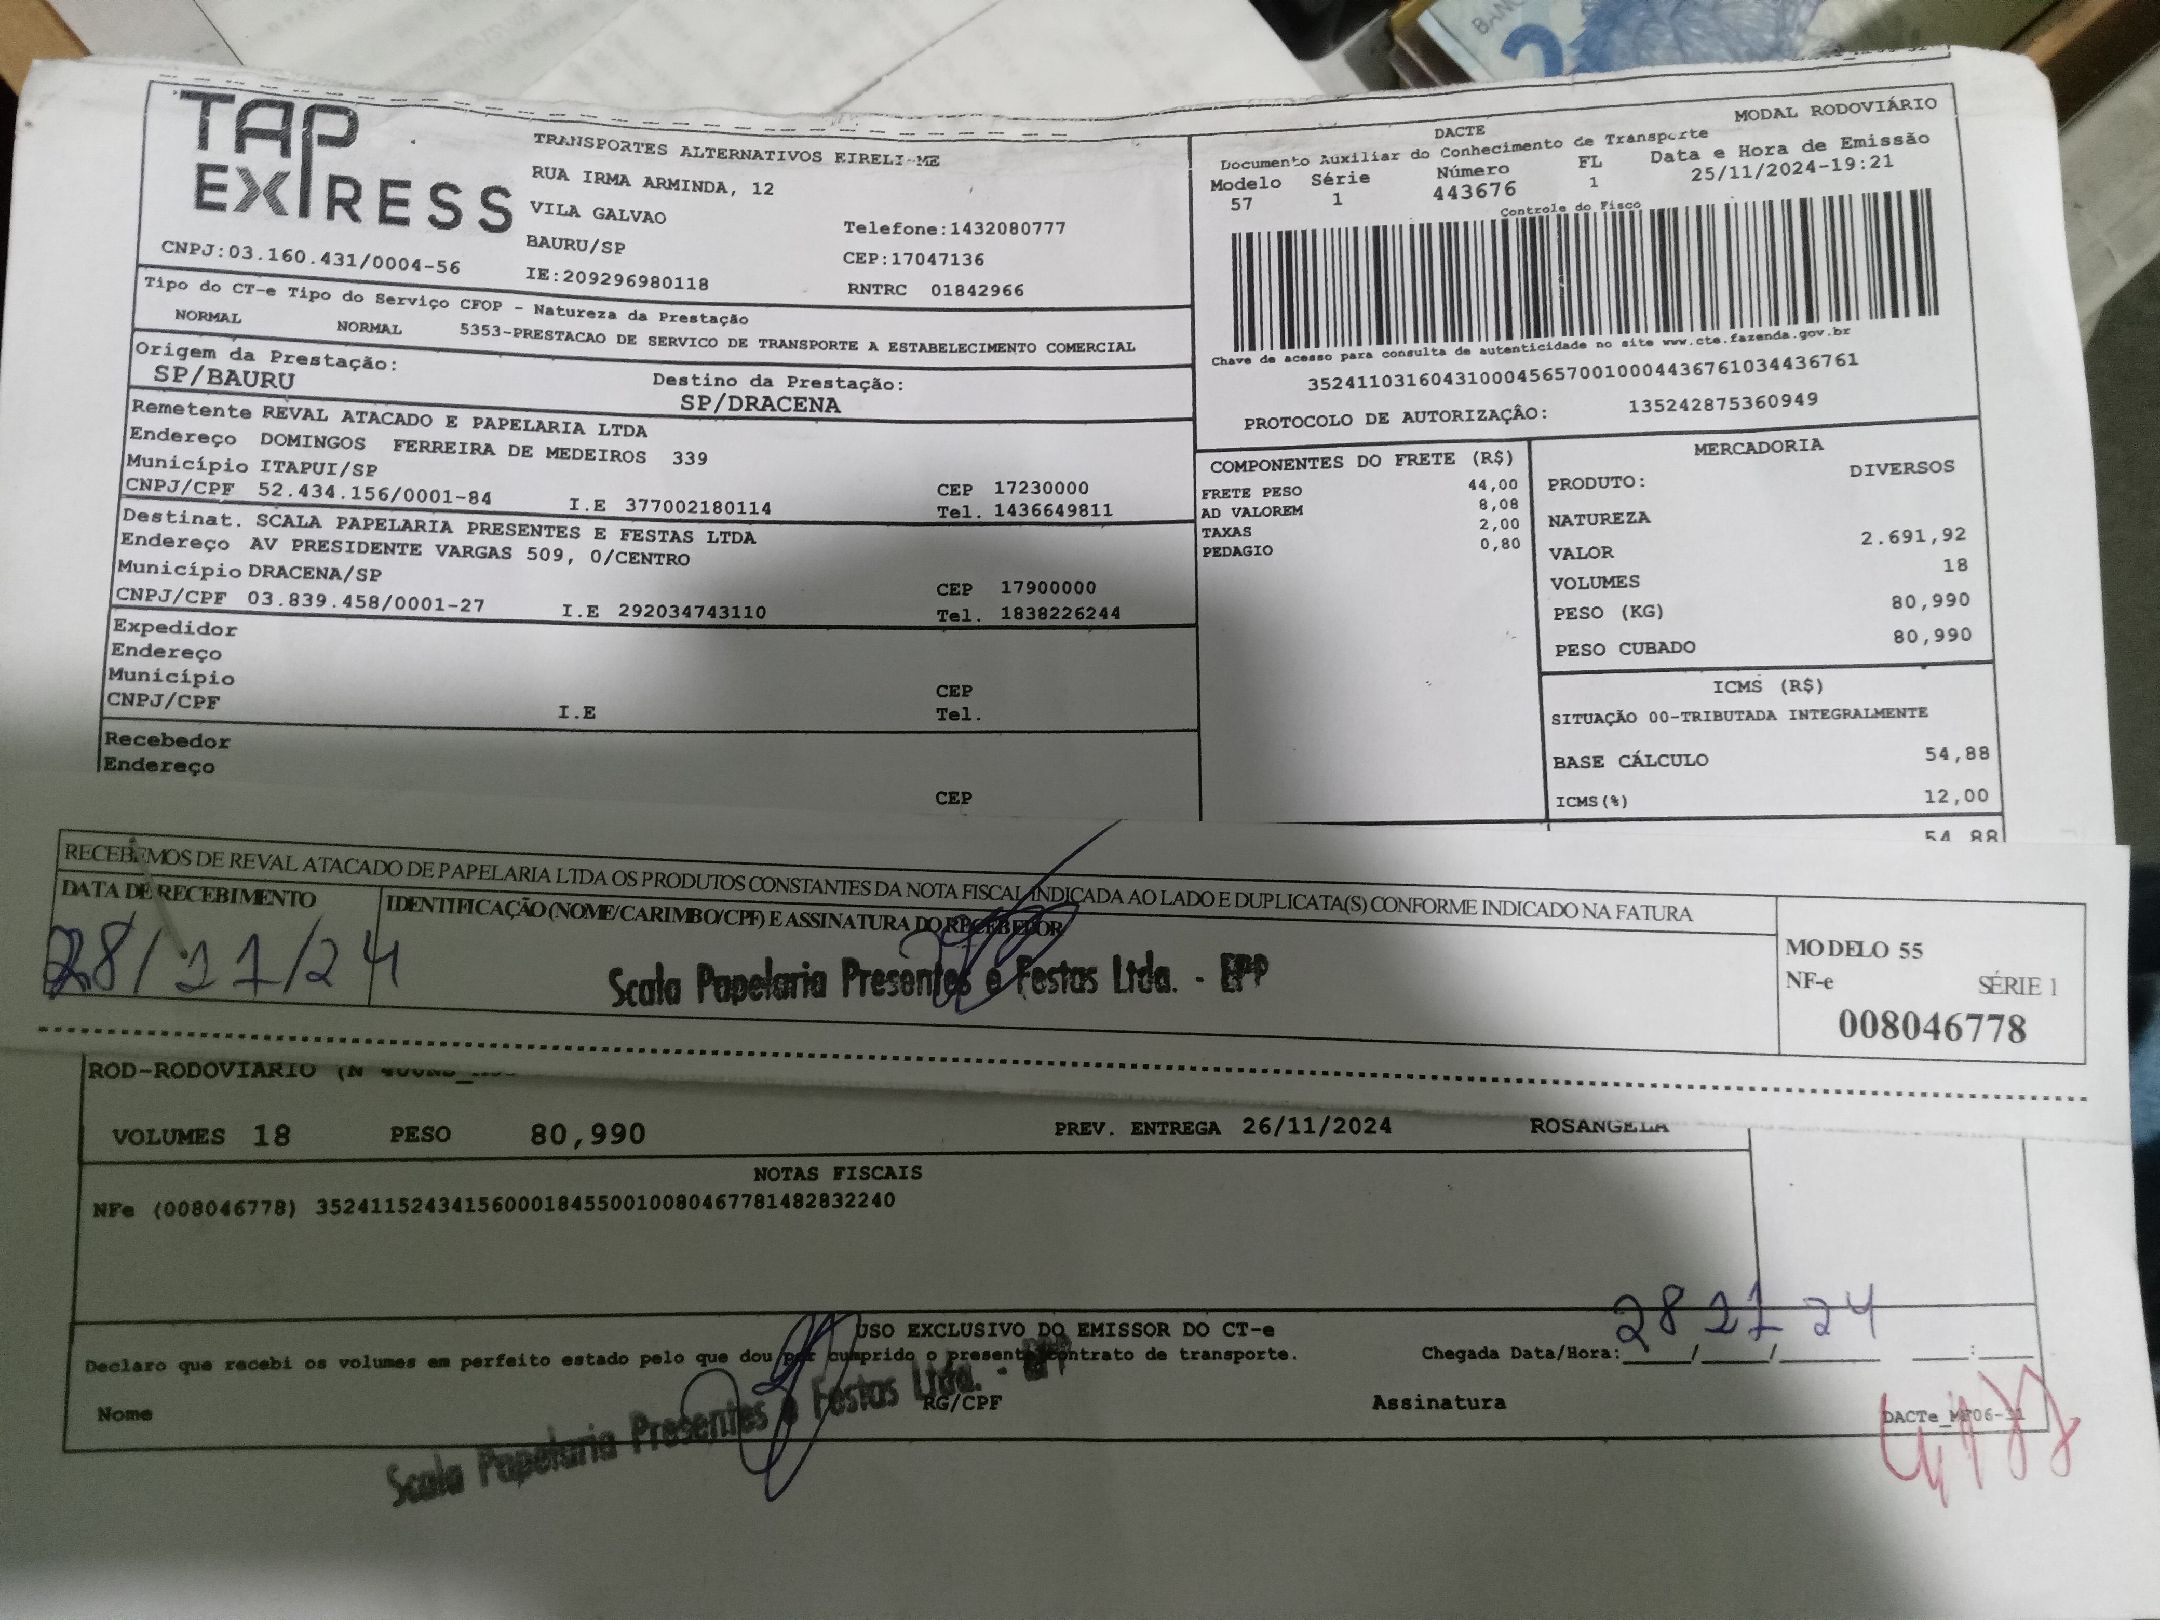 TAP
EXPRESS
CNPJ:03.160.431/0004-56
TRANSPORTES ALTERNATIVOS EIRELI-ME
RUA IRMA ARMINDA, 12
VILA GALVAO
BAURU/SP
IE:209296980118
Telefone:1432080777
CEP:17047136
RNTRC 01842966
DACTE
MODAL RODOVIÁRIO
Documento Auxiliar do Conhecimento de Transporte
Modelo Série Número FL Data e Hora de Emissão
57 1 443676 1 25/11/2024-19:21
Controle do Fisco
Chave de acesso para consulta de autenticidade no site www.cte.fazenda.gov.br
35241103160431000456570010004436761034436761
PROTOCOLO DE AUTORIZAÇÃO: 135242875360949
Tipo do CT-e Tipo do Serviço CFOP - Natureza da Prestação
NORMAL NORMAL 5353-PRESTACAO DE SERVICO DE TRANSPORTE A ESTABELECIMENTO COMERCIAL
Origem da Prestação: Destino da Prestação:
SP/BAURU SP/DRACENA
Remetente REVAL ATACADO E PAPELARIA LTDA
Endereço DOMINGOS FERREIRA DE MEDEIROS 339
Município ITAPUI/SP CEP 17230000
CNPJ/CPF 52.434.156/0001-84 I.E 377002180114 Tel. 1436649811
Destinat. SCALA PAPELARIA PRESENTES E FESTAS LTDA
Endereço AV PRESIDENTE VARGAS 509, 0/CENTRO
Município DRACENA/SP CEP 17900000
CNPJ/CPF 03.839.458/0001-27 I.E 292034743110 Tel. 1838226244
Expedidor
Endereço
Município CEP
CNPJ/CPF I.E Tel.
Recebedor
Endereço
CEP
COMPONENTES DO FRETE (R$)
FRETE PESO 44,00
AD VALOREM 8,08
TAXAS 2,00
PEDAGIO 0,80
MERCADORIA
PRODUTO: DIVERSOS
NATUREZA
VALOR 2.691,92
VOLUMES 18
PESO (KG) 80,990
PESO CUBADO 80,990
ICMS (R$)
SITUAÇÃO 00-TRIBUTADA INTEGRALMENTE
BASE CÁLCULO 54,88
ICMS(%) 12,00
54,88
RECEBEMOS DE REVAL ATACADO DE PAPELARIA LTDA OS PRODUTOS CONSTANTES DA NOTA FISCAL INDICADA AO LADO E DUPLICATA(S) CONFORME INDICADO NA FATURA
DATA DE RECEBIMENTO
28/11/24
IDENTIFICAÇÃO (NOME/CARIMBO/CPF) E ASSINATURA DO RECEBEDOR
Scala Papelaria Presentes e Festas Ltda. - EPP
MODELO 55
NF-e SÉRIE 1
008046778
ROD-RODOVIARIO (N
VOLUMES 18 PESO 80,990 PREV. ENTREGA 26/11/2024 ROSANGELA
NOTAS FISCAIS
NFe (008046778) 35241152434156000184550010080467781482832240
USO EXCLUSIVO DO EMISSOR DO CT-e
28 11 24
Declaro que recebi os volumes em perfeito estado pelo que dou por cumprido o presente contrato de transporte. Chegada Data/Hora:____/____/______ ___:___
Nome RG/CPF Assinatura
Scala Papelaria Presentes e Festas Ltda. - EPP